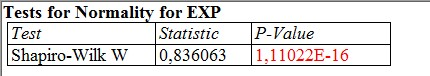 Tests for Normality for EXP
Test Statistic P-Value
Shapiro-Wilk W 0,836063 1,11022E-16